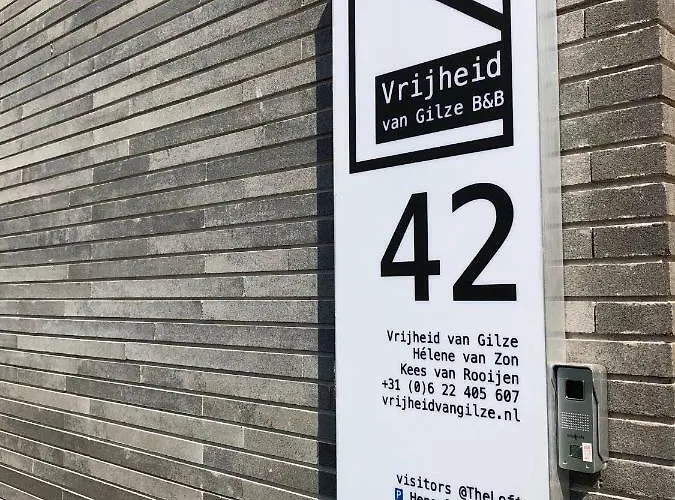 Vrijheid
van Gilze B&B
42
Vrijheid van Gilze
Hélene van Zon
Kees van Rooijen
+31 (0)6 22 405 607
vrijheidvangilze.nl
visitors @TheLoft
P